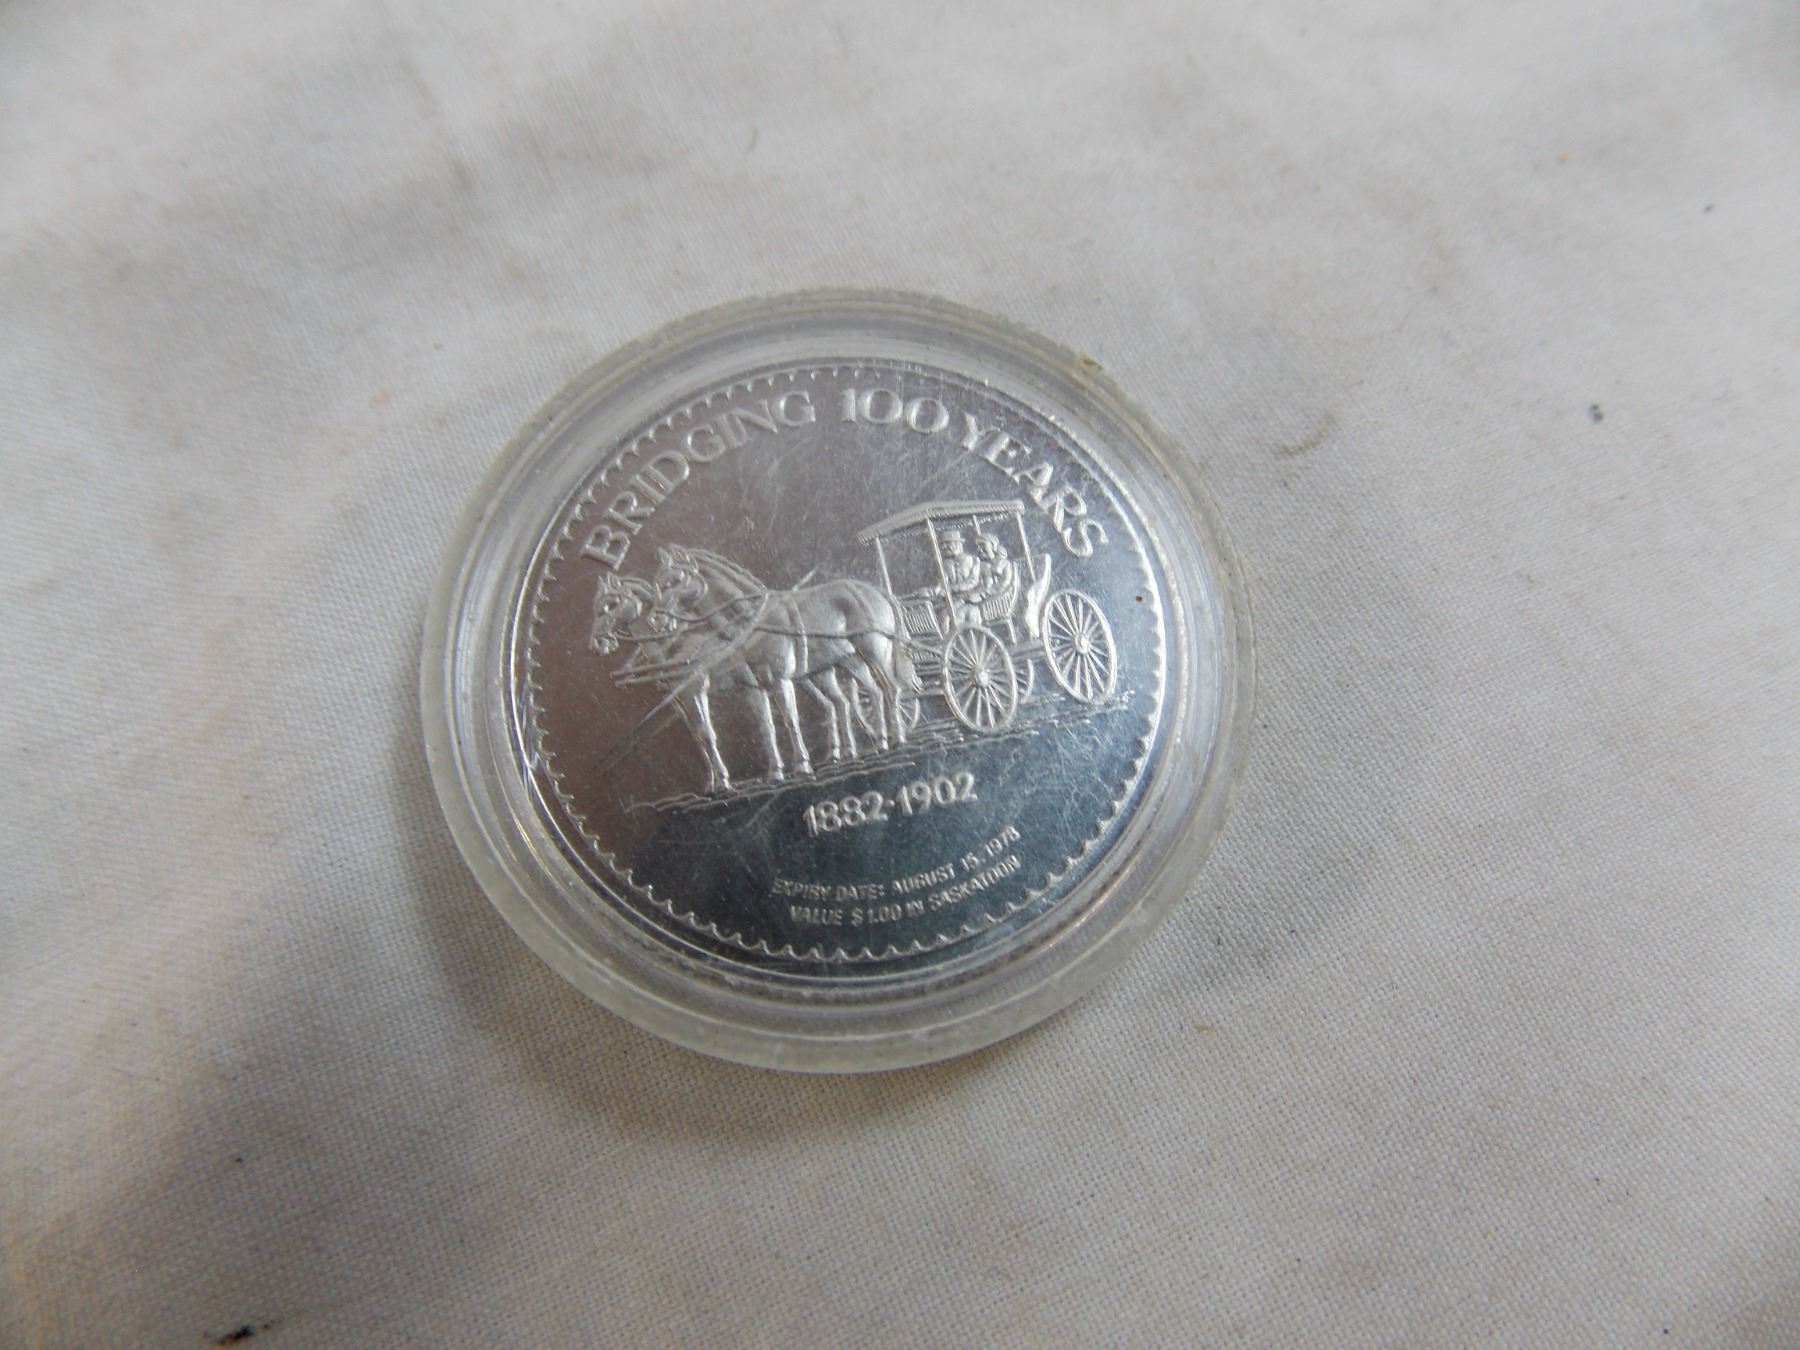 BRIDGING 100 YEARS
1882-1902
EXPIRY DATE: AUGUST 15, 1978
VALUE $1.00 IN SASKATOON